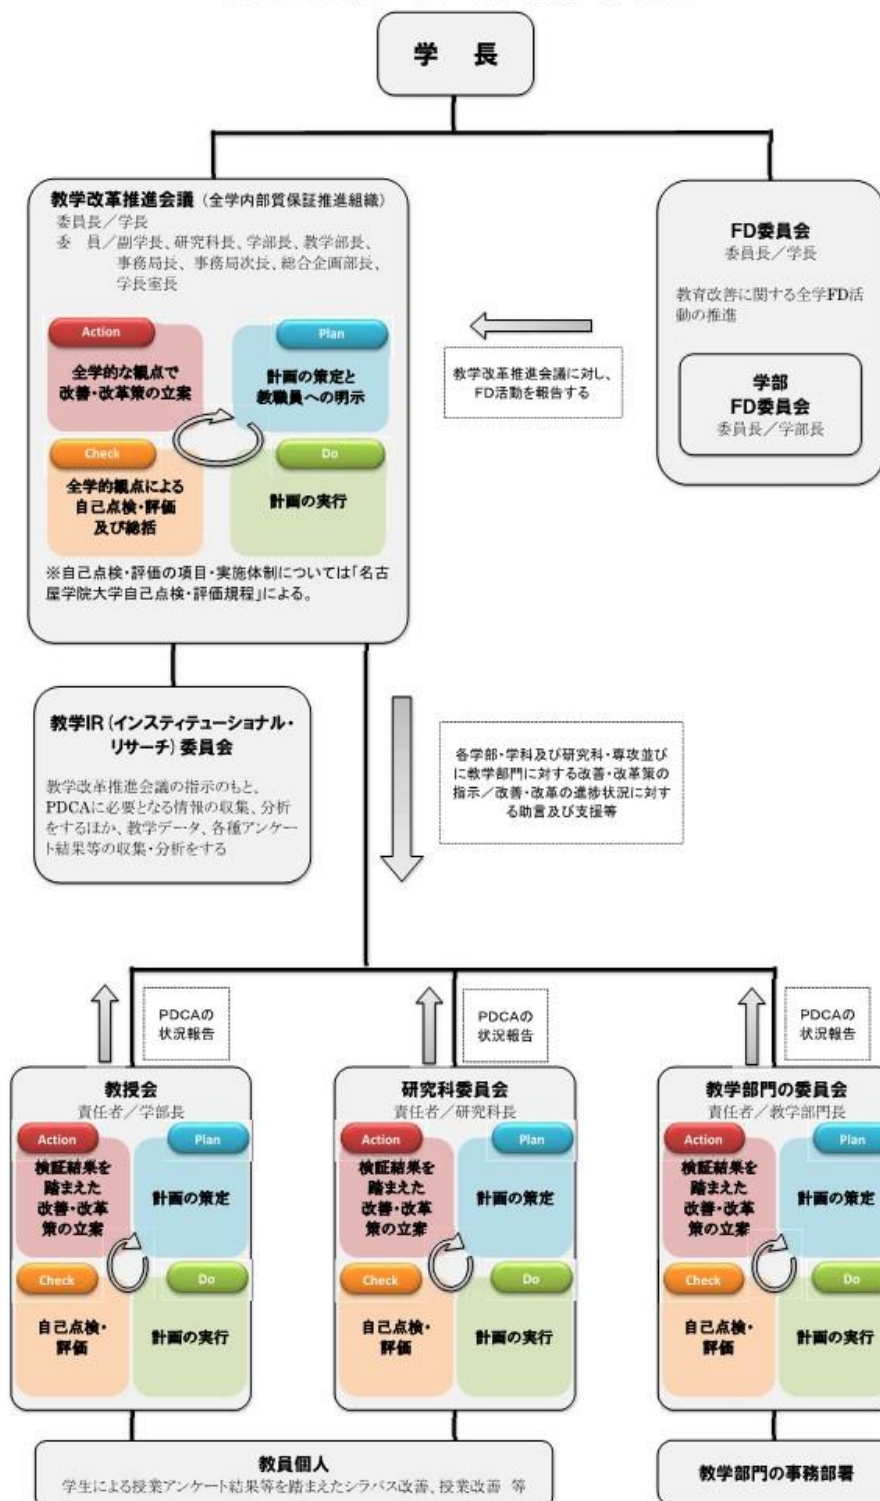 学 長
教学改革推進会議（全学内部質保証推進組織）
委員長／学長
委 員／副学長、研究科長、学部長、教学部長、
事務局長、事務局次長、総合企画部長、
学長室長
Action
全学的な観点で
改善・改革策の立案
Plan
計画の策定と
教職員への明示
Check
全学的観点による
自己点検・評価
及び総括
Do
計画の実行
※自己点検・評価の項目・実施体制については「名古
屋学院大学自己点検・評価規程」による。
教学改革推進会議に対し、
FD活動を報告する
FD委員会
委員長／学長
教育改善に関する全学FD活
動の推進
学部
FD委員会
委員長／学部長
教学IR（インスティテューショナル・
リサーチ）委員会
教学改革推進会議の指示のもと、
PDCAに必要となる情報の収集、分析
をするほか、教学データ、各種アンケー
ト結果等の収集・分析をする
各学部・学科及び研究科・専攻並び
に教学部門に対する改善・改革策の
指示／改善・改革の進捗状況に対す
る助言及び支援等
PDCAの
状況報告
PDCAの
状況報告
PDCAの
状況報告
教授会
責任者／学部長
Action
検証結果を
踏まえた
改善・改革
策の立案
Plan
計画の策定
Check
自己点検・
評価
Do
計画の実行
研究科委員会
責任者／研究科長
Action
検証結果を
踏まえた
改善・改革
策の立案
Plan
計画の策定
Check
自己点検・
評価
Do
計画の実行
教学部門の委員会
責任者／教学部門長
Action
検証結果を
踏まえた
改善・改革
策の立案
Plan
計画の策定
Check
自己点検・
評価
Do
計画の実行
教員個人
学生による授業アンケート結果等を踏まえたシラバス改善、授業改善 等
教学部門の事務部署